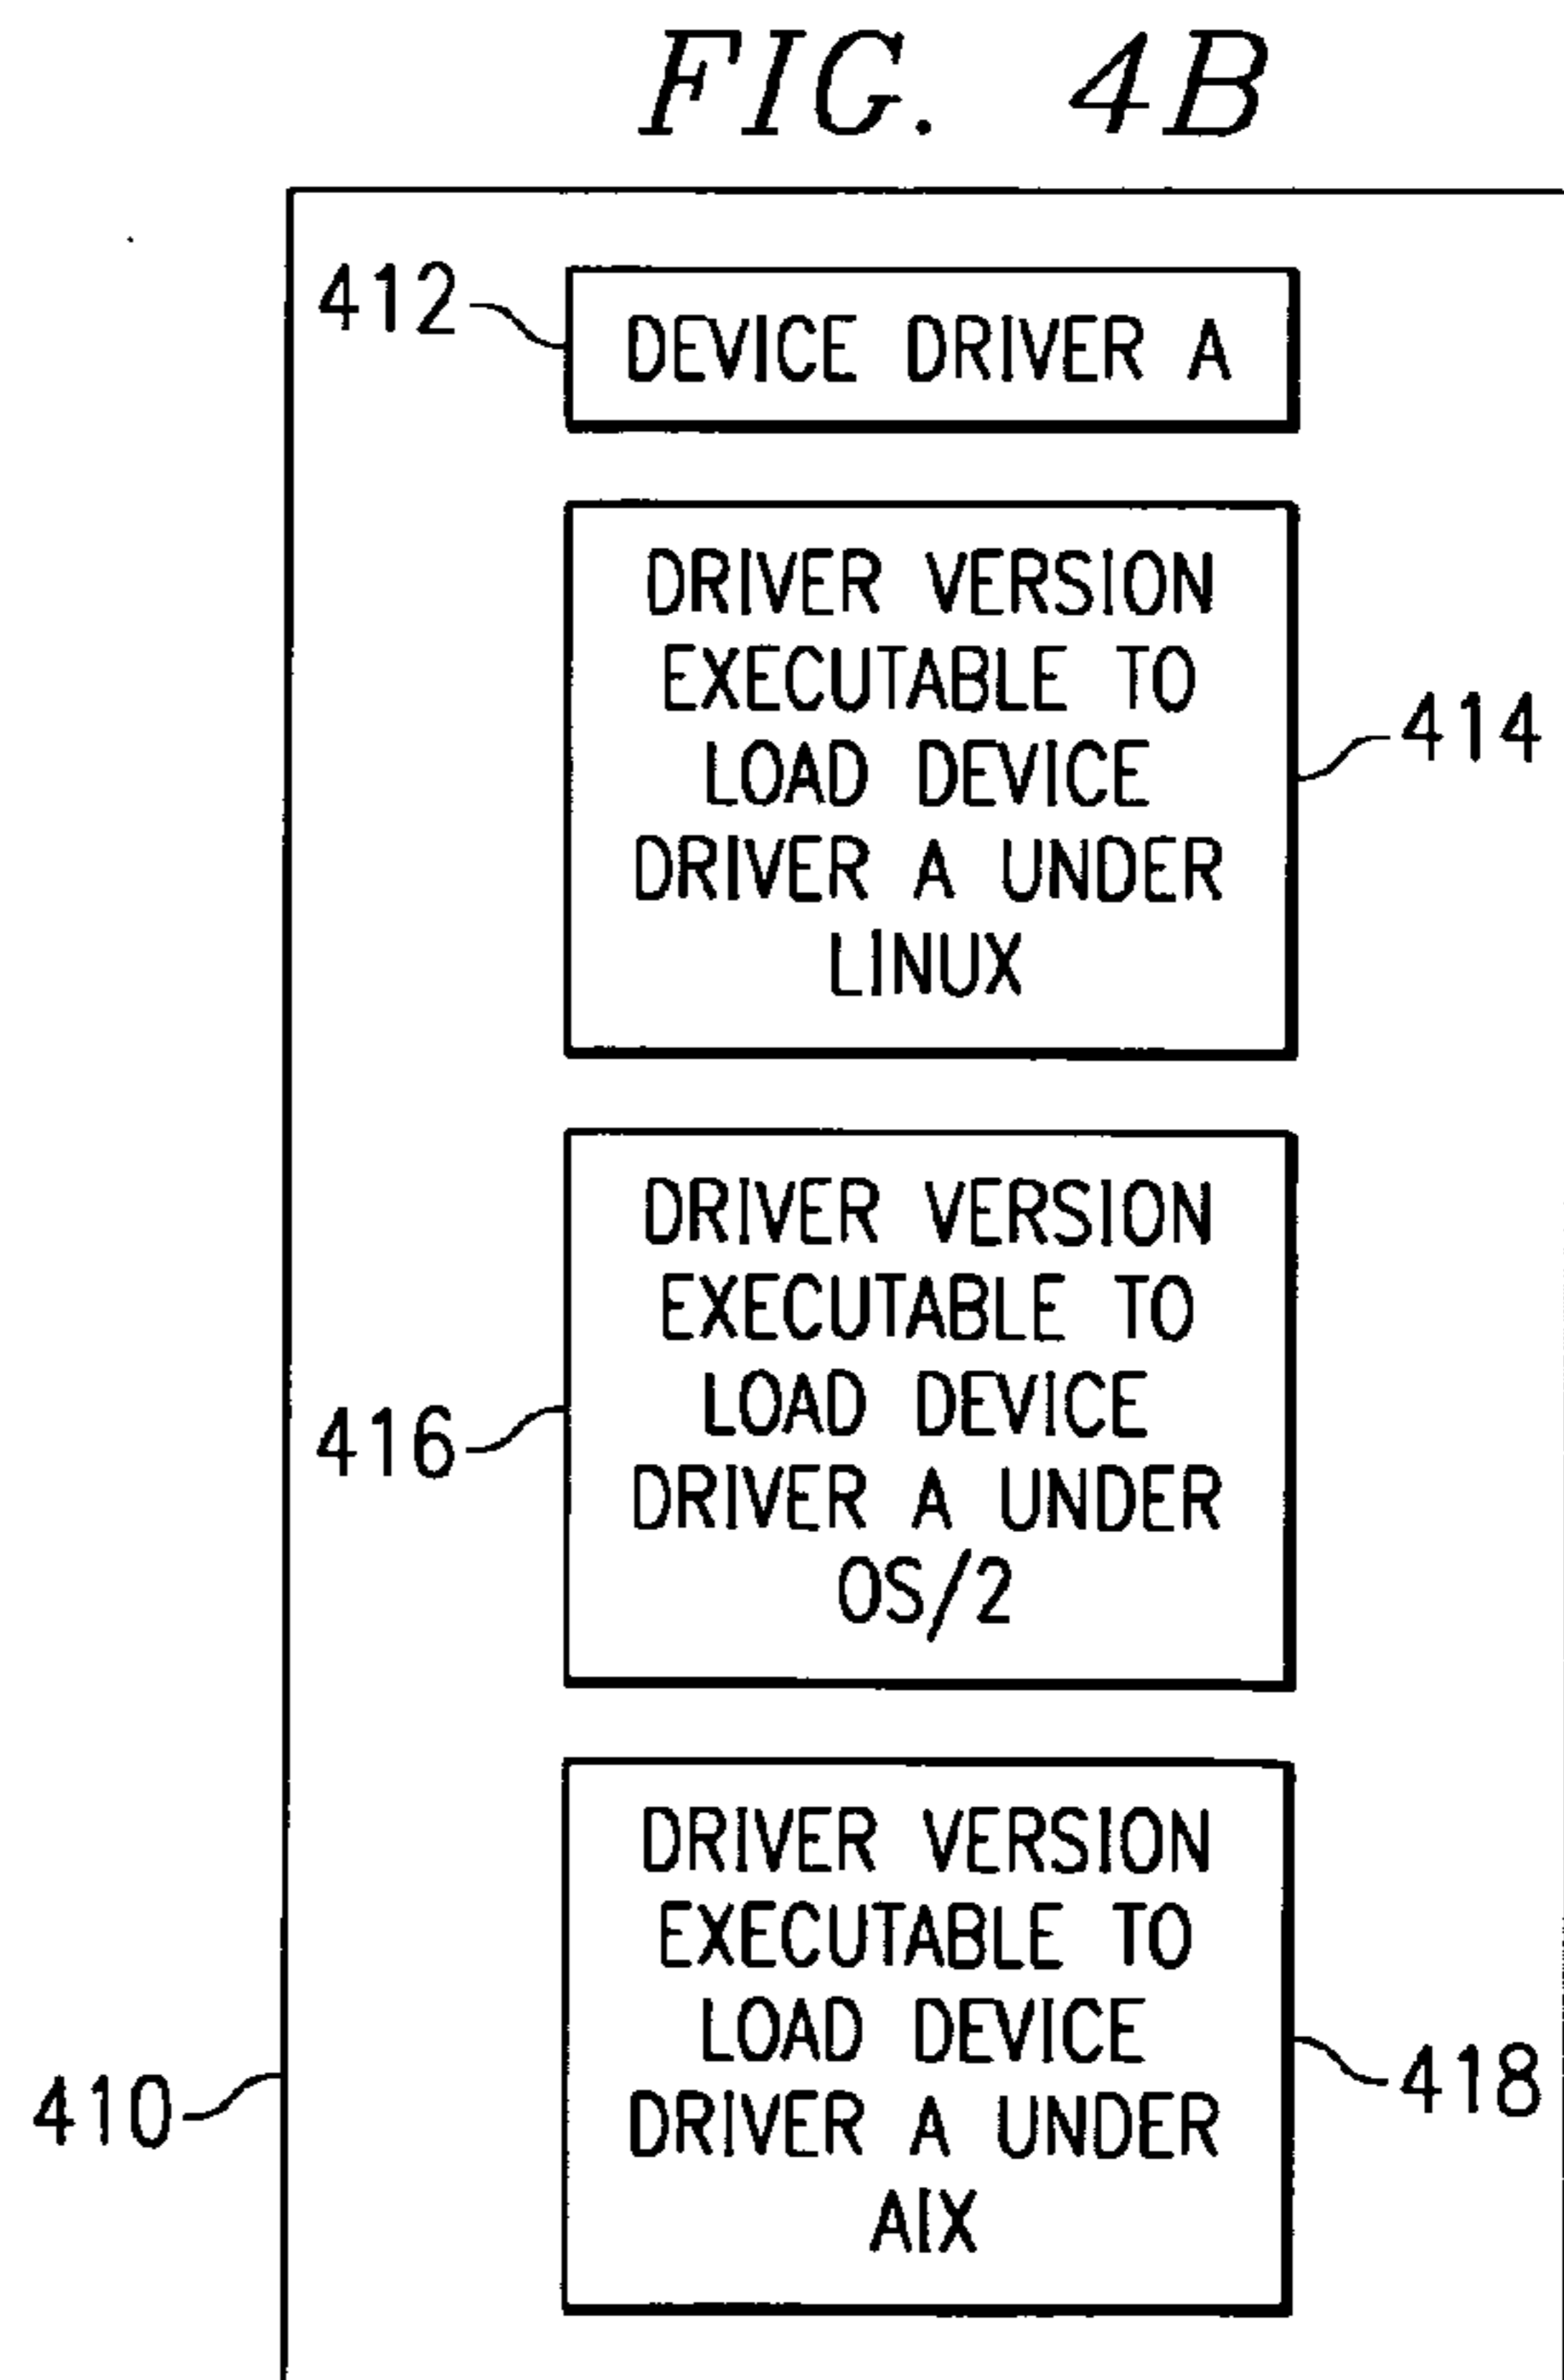 FIG. 4B
412
DEVICE DRIVER A
DRIVER VERSION
EXECUTABLE TO
LOAD DEVICE
DRIVER A UNDER
LINUX
414
DRIVER VERSION
EXECUTABLE TO
LOAD DEVICE
DRIVER A UNDER
OS/2
416
DRIVER VERSION
EXECUTABLE TO
LOAD DEVICE
DRIVER A UNDER
AIX
418
410